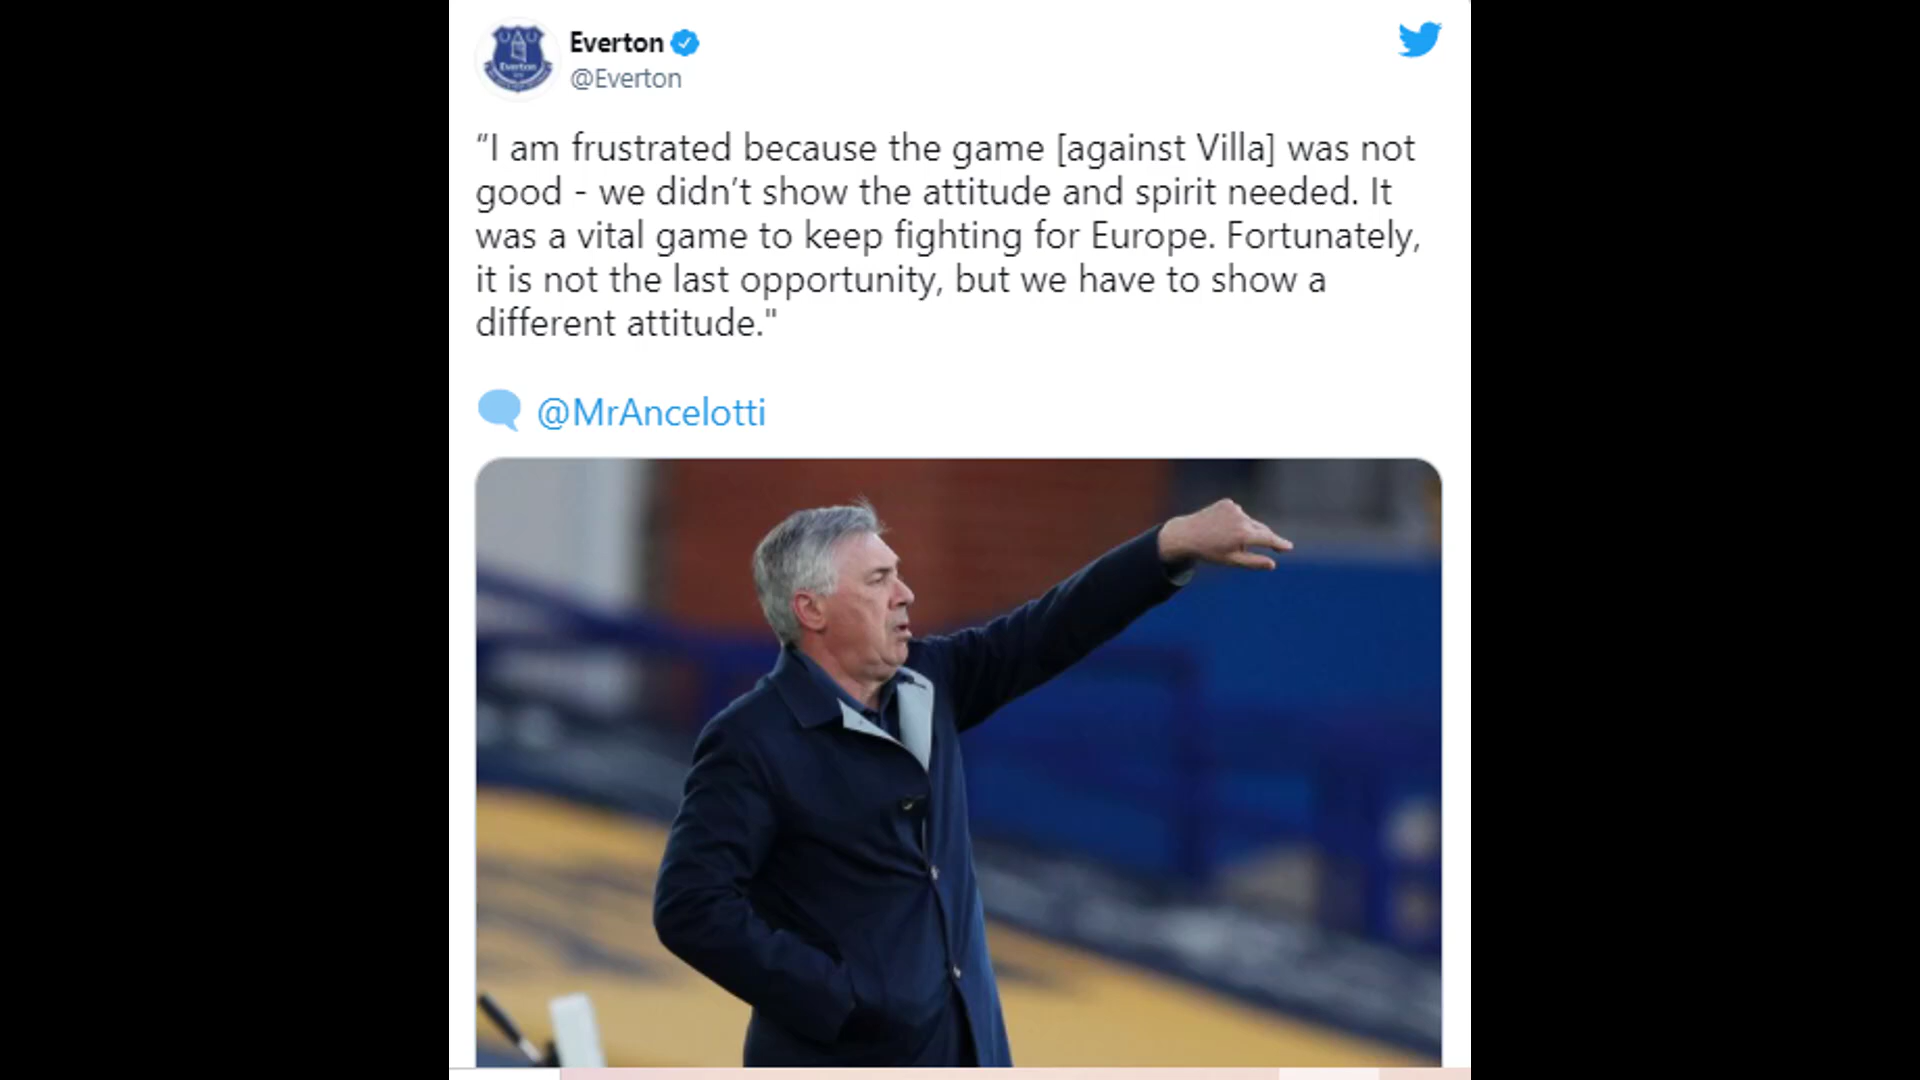 Everton
@Everton
“I am frustrated because the game [against Villa] was not
good - we didn’t show the attitude and spirit needed. It
was a vital game to keep fighting for Europe. Fortunately,
it is not the last opportunity, but we have to show a
different attitude."
@MrAncelotti
Everton